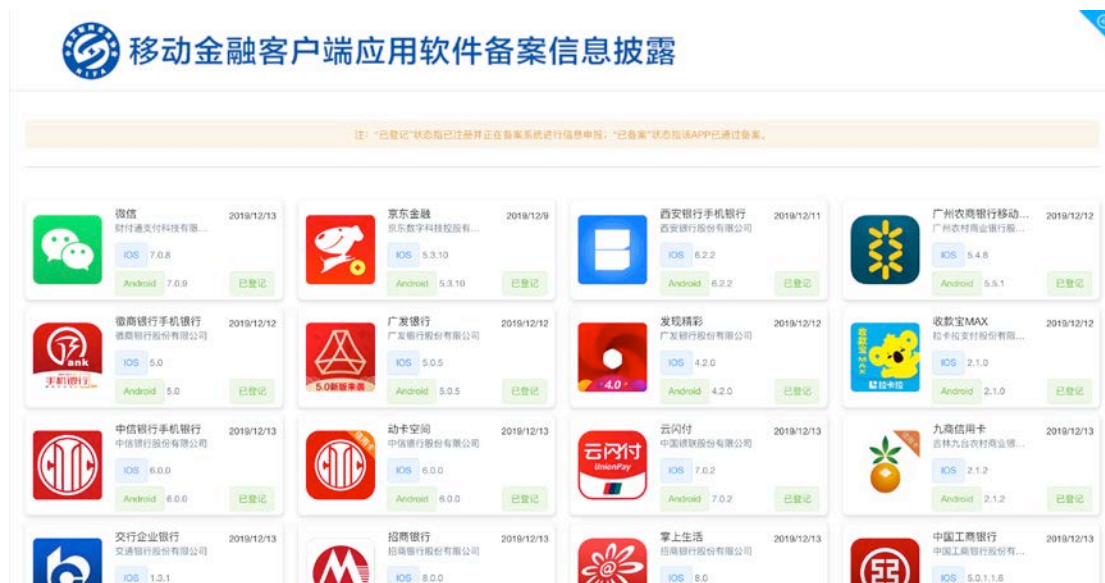 移动金融客户端应用软件备案信息披露
注：“已登记”状态指已注册并正在备案系统进行信息申报；“已备案”状态指该APP已通过备案。
微信 2019/12/13
财付通支付科技有限...
IOS 7.0.8
Android 7.0.9 已登记
京东金融 2019/12/9
京东数字科技控股有...
IOS 5.3.10
Android 5.3.10 已登记
西安银行手机银行 2019/12/11
西安银行股份有限公司
IOS 6.2.2
Android 6.2.2 已登记
广州农商银行移动... 2019/12/12
广州农村商业银行股...
IOS 5.4.8
Android 5.5.1 已登记
ank
手机银行
徽商银行手机银行 2019/12/12
徽商银行股份有限公司
IOS 5.0
Android 5.0 已登记
5.0新版来袭
广发银行 2019/12/12
广发银行股份有限公司
IOS 5.0.5
Android 5.0.5 已登记
4.0
发现精彩 2019/12/12
广发银行股份有限公司
IOS 4.2.0
Android 4.2.0 已登记
收款宝 MAX
拉卡拉
收款宝MAX 2019/12/12
拉卡拉支付股份有限...
IOS 2.1.0
Android 2.1.0 已登记
中信银行手机银行 2019/12/13
中信银行股份有限公司
IOS 6.0.0
Android 6.0.0 已登记
动卡空间 2019/12/13
中信银行股份有限公司
IOS 6.0.0
Android 6.0.0 已登记
云闪付
UnionPay
云闪付 2019/12/13
中国银联股份有限公司
IOS 7.0.2
Android 7.0.2 已登记
九商信用卡 2019/12/13
吉林九台农村商业银...
IOS 2.1.2
Android 2.1.2 已登记
交行企业银行 2019/12/13
交通银行股份有限公司
IOS 1.3.1
招商银行 2019/12/13
招商银行股份有限公司
IOS 8.0.0
掌上生活 2019/12/13
招商银行股份有限公司
IOS 8.0
中国工商银行 2019/12/13
中国工商银行股份有...
IOS 5.0.1.1.6